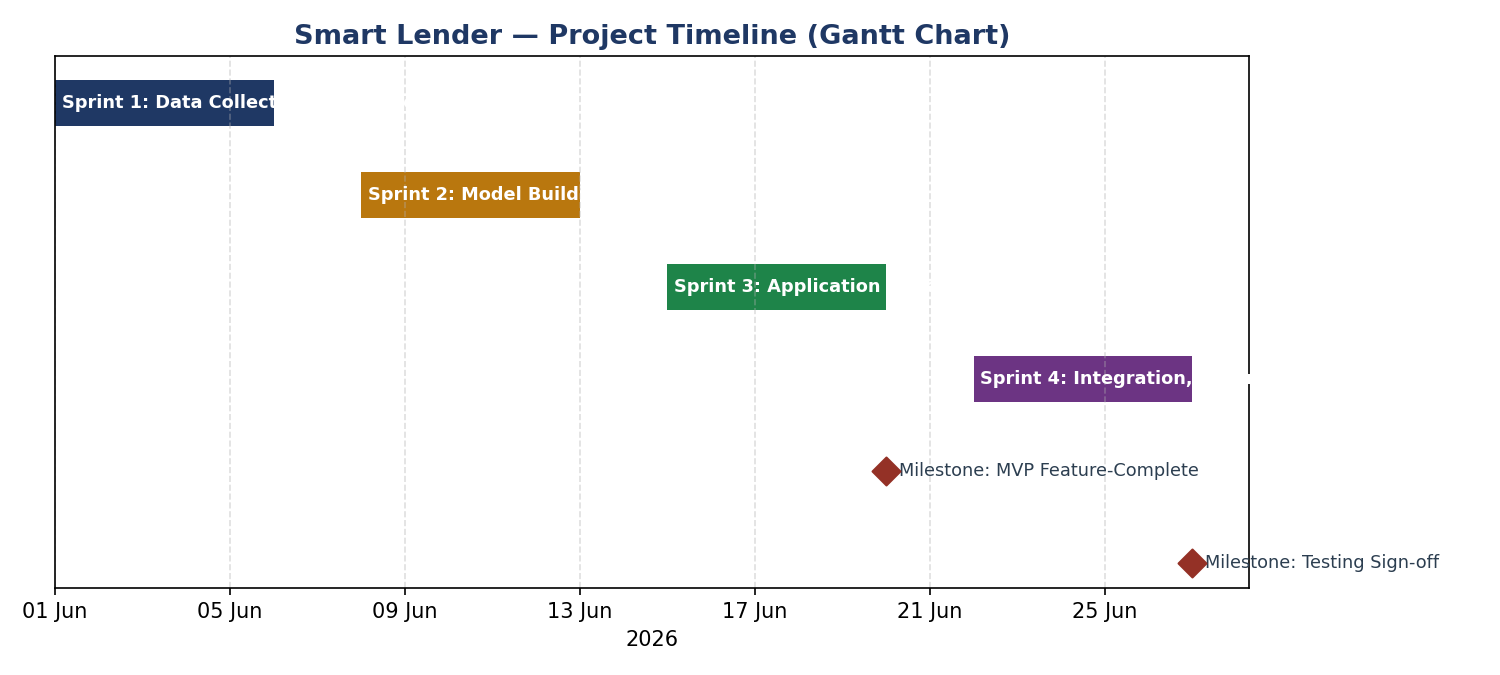 Smart Lender — Project Timeline (Gantt Chart)
Sprint 1: Data Collect
Sprint 2: Model Build
Sprint 3: Application
Sprint 4: Integration,
Milestone: MVP Feature-Complete
Milestone: Testing Sign-off
01 Jun 05 Jun 09 Jun 13 Jun 17 Jun 21 Jun 25 Jun
2026